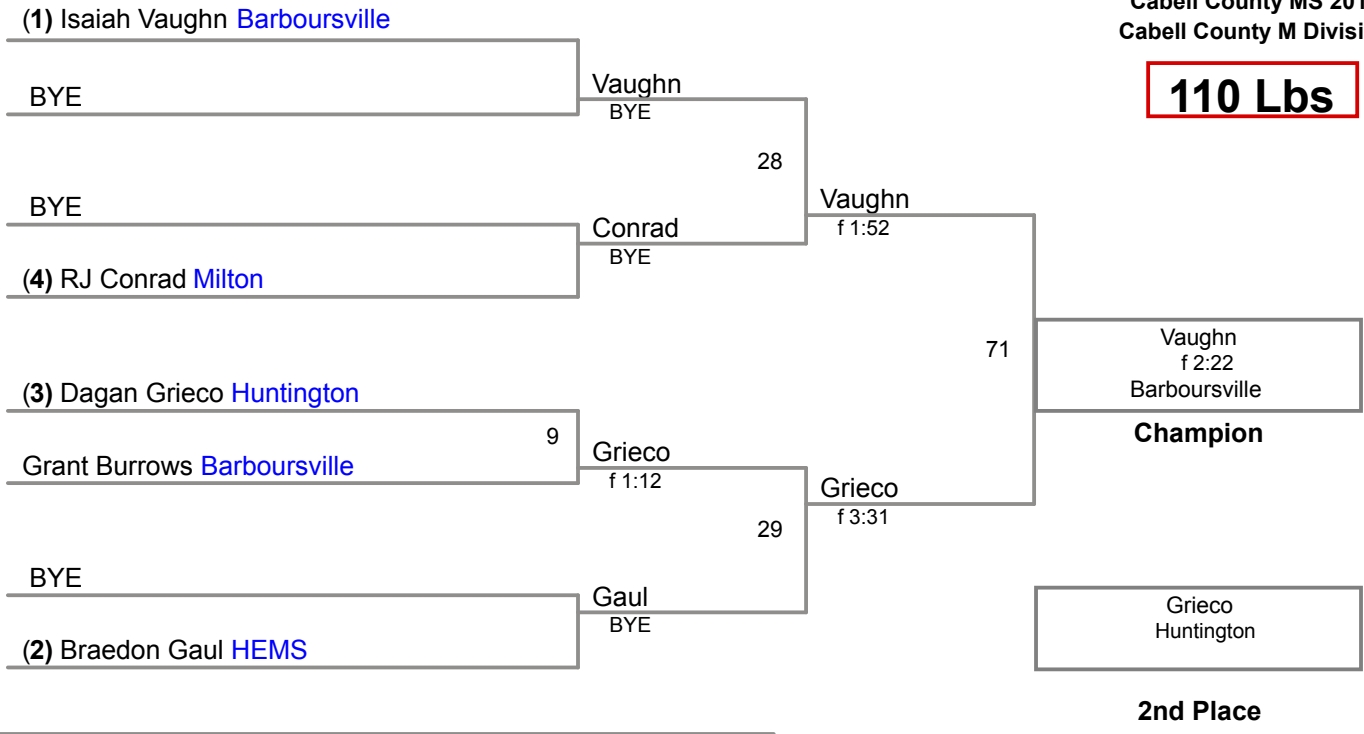 Cabell County MS 201
Cabell County M Divisi
110 Lbs
(1) Isaiah Vaughn Barboursville
BYE
Vaughn
BYE
28
BYE
Conrad
BYE
(4) RJ Conrad Milton
Vaughn
f 1:52
71
(3) Dagan Grieco Huntington
9
Grant Burrows Barboursville
Grieco
f 1:12
29
BYE
Gaul
BYE
(2) Braedon Gaul HEMS
Grieco
f 3:31
Vaughn
f 2:22
Barboursville
Champion
Grieco
Huntington
2nd Place